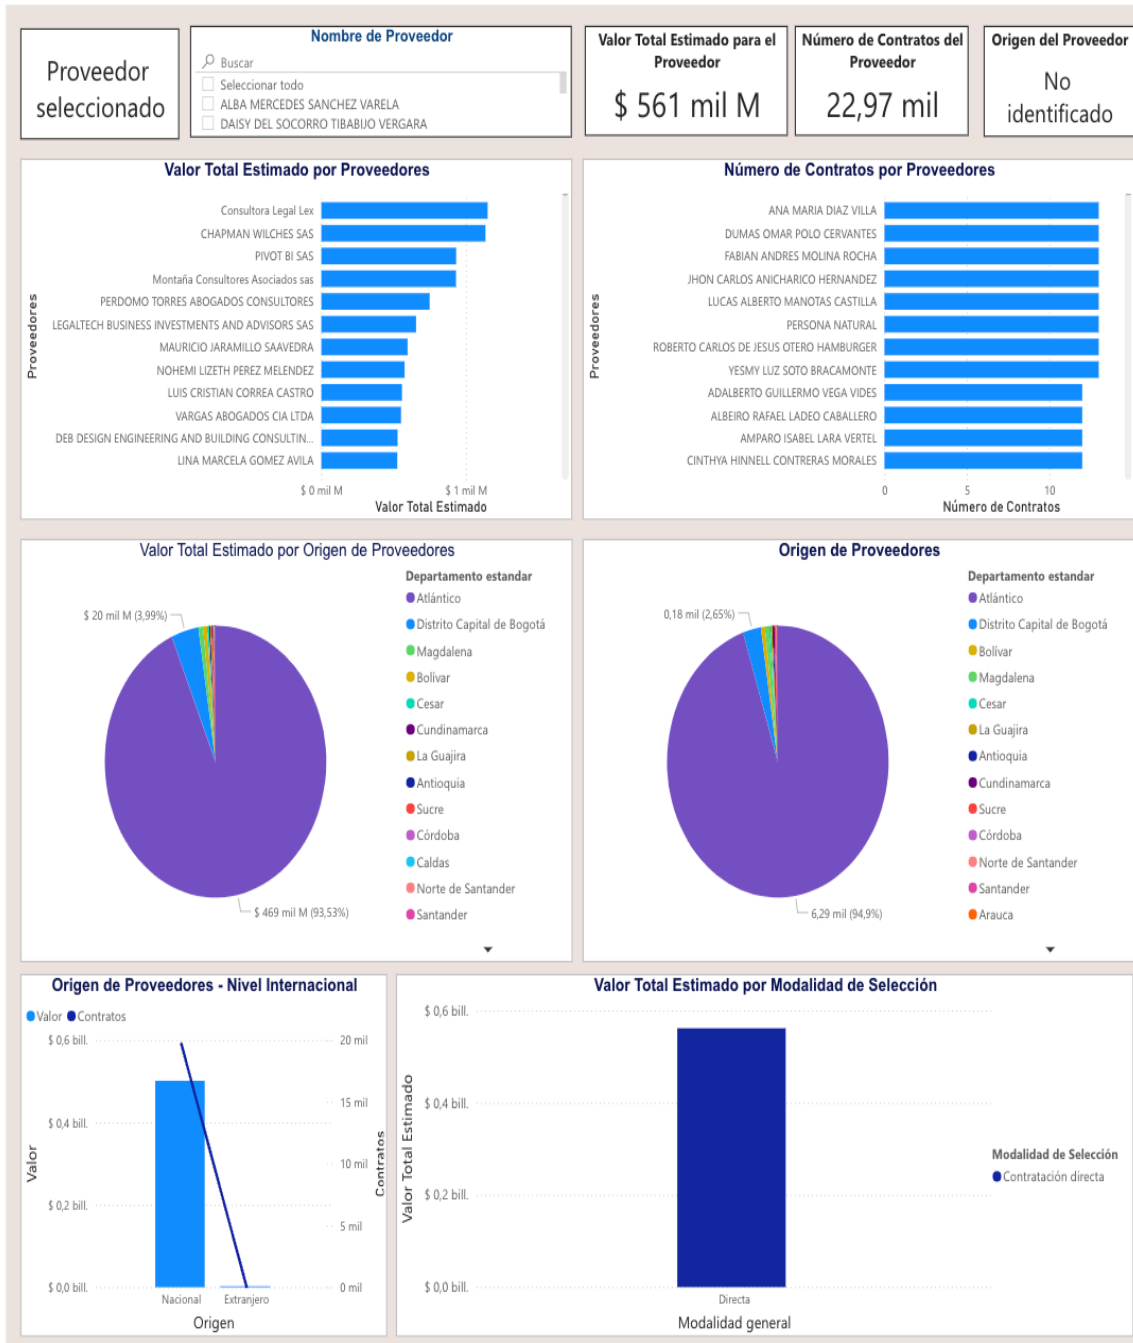 Proveedor
seleccionado
Nombre de Proveedor
Buscar
Seleccionar todo
ALBA MERCEDES SANCHEZ VARELA
DAISY DEL SOCORRO TIBABIJO VERGARA
Valor Total Estimado para el
Proveedor
$ 561 mil M
Número de Contratos del
Proveedor
22,97 mil
Origen del Proveedor
No
identificado
Valor Total Estimado por Proveedores
Proveedores
Consultora Legal Lex
CHAPMAN WILCHES SAS
PIVOT BI SAS
Montaña Consultores Asociados sas
PERDOMO TORRES ABOGADOS CONSULTORES
LEGALTECH BUSINESS INVESTMENTS AND ADVISORS SAS
MAURICIO JARAMILLO SAAVEDRA
NOHEMI LIZETH PEREZ MELENDEZ
LUIS CRISTIAN CORREA CASTRO
VARGAS ABOGADOS CIA LTDA
DEB DESIGN ENGINEERING AND BUILDING CONSULTIN...
LINA MARCELA GOMEZ AVILA
$ 0 mil M $ 1 mil M
Valor Total Estimado
Número de Contratos por Proveedores
Proveedores
ANA MARIA DIAZ VILLA
DUMAS OMAR POLO CERVANTES
FABIAN ANDRES MOLINA ROCHA
JHON CARLOS ANICHARICO HERNANDEZ
LUCAS ALBERTO MANOTAS CASTILLA
PERSONA NATURAL
ROBERTO CARLOS DE JESUS OTERO HAMBURGER
YESMY LUZ SOTO BRACAMONTE
ADALBERTO GUILLERMO VEGA VIDES
ALBEIRO RAFAEL LADEO CABALLERO
AMPARO ISABEL LARA VERTEL
CINTHYA HINNELL CONTRERAS MORALES
0 5 10
Número de Contratos
Valor Total Estimado por Origen de Proveedores
$ 20 mil M (3,99%)
$ 469 mil M (93,53%)
Departamento estandar
Atlántico
Distrito Capital de Bogotá
Magdalena
Bolívar
Cesar
Cundinamarca
La Guajira
Antioquia
Sucre
Córdoba
Caldas
Norte de Santander
Santander
Origen de Proveedores
0,18 mil (2,65%)
6,29 mil (94,9%)
Departamento estandar
Atlántico
Distrito Capital de Bogotá
Bolívar
Magdalena
Cesar
La Guajira
Antioquia
Cundinamarca
Sucre
Córdoba
Norte de Santander
Santander
Arauca
Origen de Proveedores - Nivel Internacional
Valor Contratos
Valor
$ 0,6 bill.
$ 0,4 bill.
$ 0,2 bill.
$ 0,0 bill.
20 mil
15 mil
10 mil
5 mil
0 mil
Contratos
Nacional Extranjero
Origen
Valor Total Estimado por Modalidad de Selección
Valor Total Estimado
$ 0,6 bill.
$ 0,4 bill.
$ 0,2 bill.
$ 0,0 bill.
Directa
Modalidad general
Modalidad de Selección
Contratación directa